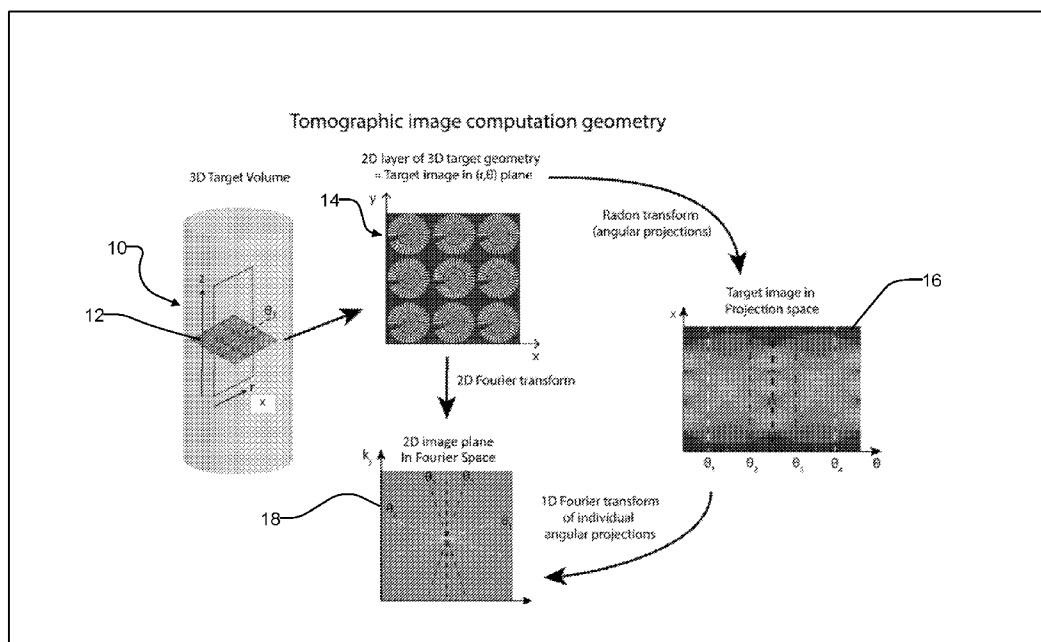 Tomographic image computation geometry
3D Target Volume
10
12
z
θ
r
x
2D layer of 3D target geometry
= Target image in (r,θ) plane
14
y
x
Radon transform
(angular projections)
Target image in
Projection space
16
x
θ₁ θ₂ θ₃ θ₄ θ
2D Fourier transform
2D image plane
In Fourier Space
18
k
1D Fourier transform
of individual
angular projections